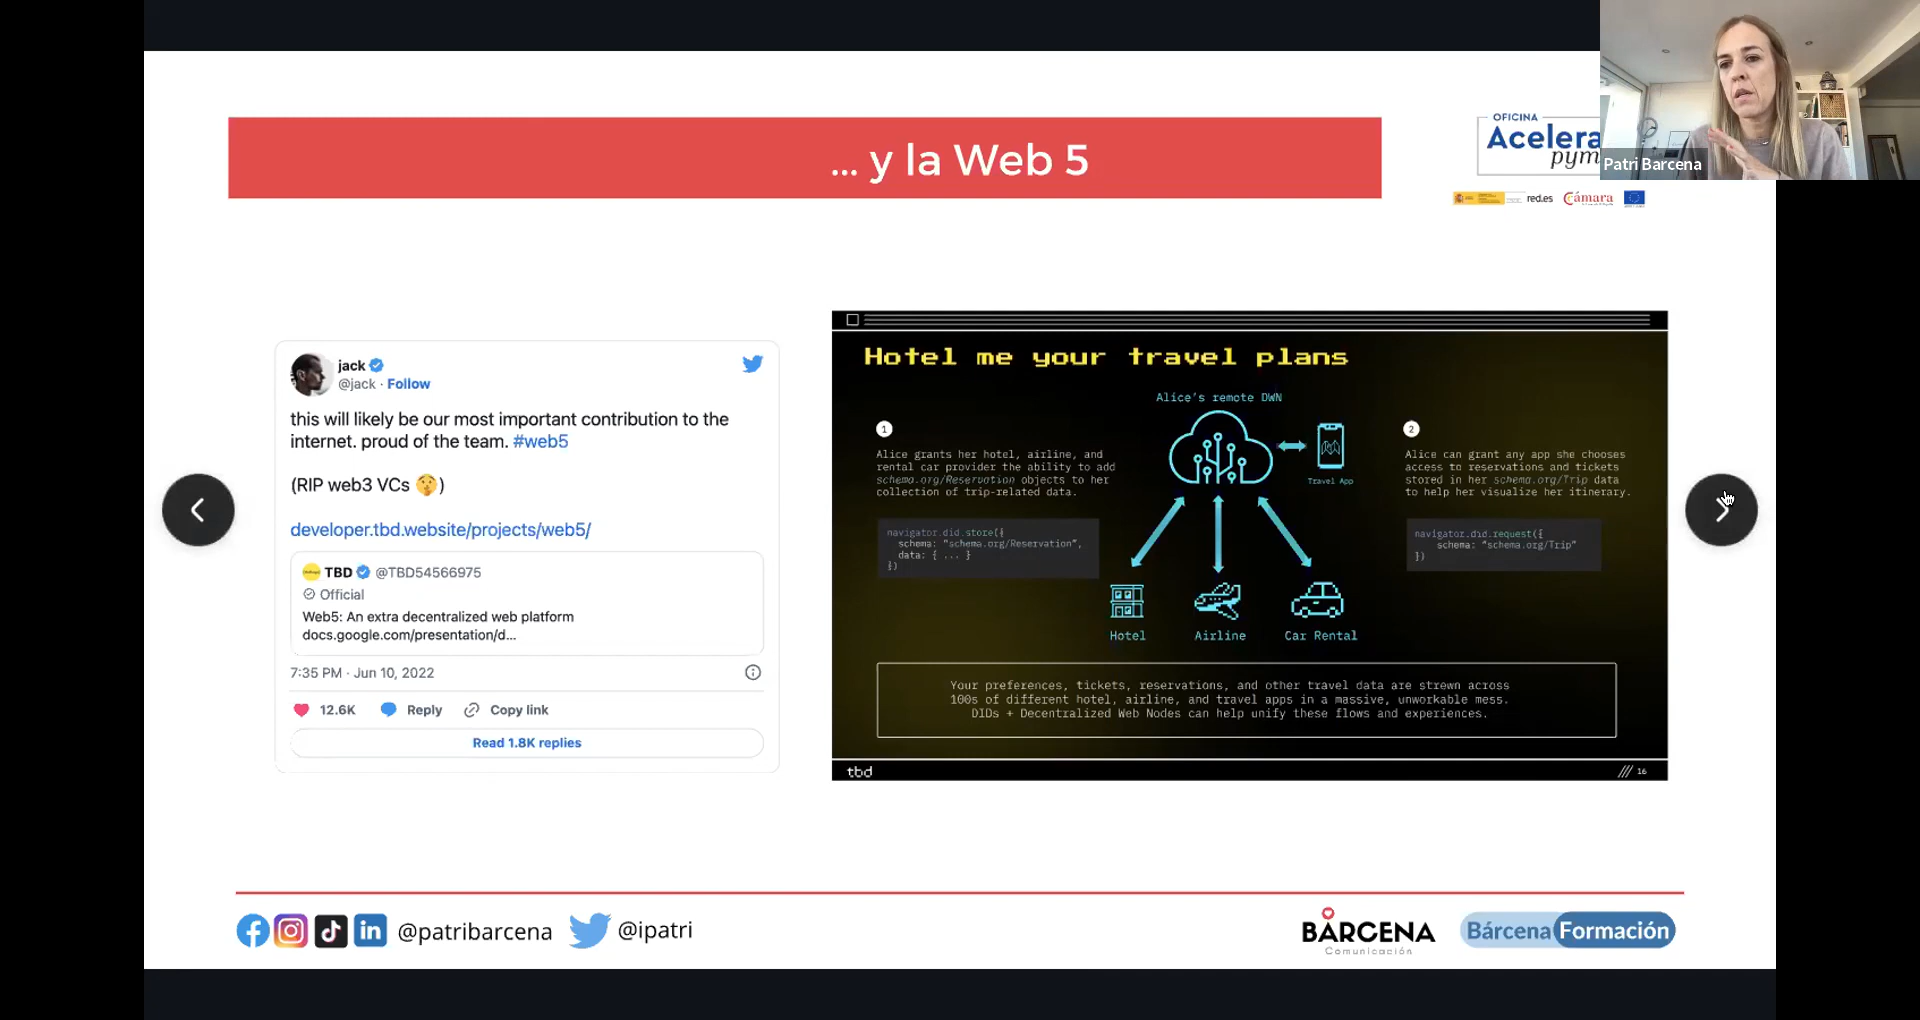 ... y la Web 5
OFICINA
Acelera
pym
Patri Barcena
red.es
Cámara
jack
@jack · Follow
this will likely be our most important contribution to the
internet. proud of the team. #web5
(RIP web3 VCs 🤫)
developer.tbd.website/projects/web5/
TBD @TBD54566975
Official
Web5: An extra decentralized web platform
docs.google.com/presentation/d...
7:35 PM · Jun 10, 2022
12.6K Reply Copy link
Read 1.8K replies
Hotel me your travel plans
Alice's remote DWN
1
Alice grants her hotel, airline, and
rental car provider the ability to add
schema.org/Reservation objects to her
collection of trip-related data.
navigator.did.store({
schema: "schema.org/Reservation",
data: { ... }
})
Travel App
2
Alice can grant any app she chooses
access to reservations and tickets
stored in her schema.org/Trip data
to help her visualize her itinerary.
navigator.did.request({
schema: "schema.org/Trip"
})
Hotel Airline Car Rental
Your preferences, tickets, reservations, and other travel data are strewn across
100s of different hotel, airline, and travel apps in a massive, unworkable mess.
DIDs + Decentralized Web Nodes can help unify these flows and experiences.
tbd
/// 16
@patribarcena @ipatri
BARCENA
Comunicación
Bárcena Formación